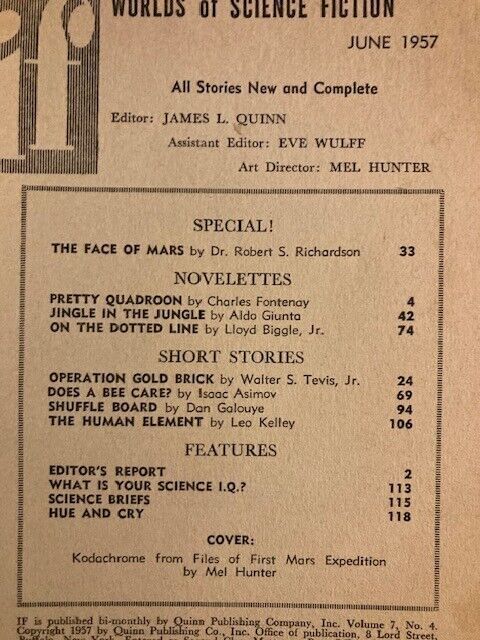 if
WORLDS of SCIENCE FICTION
JUNE 1957
All Stories New and Complete
Editor: JAMES L. QUINN
Assistant Editor: EVE WULFF
Art Director: MEL HUNTER
SPECIAL!
THE FACE OF MARS by Dr. Robert S. Richardson 33
NOVELETTES
PRETTY QUADROON by Charles Fontenay 4
JINGLE IN THE JUNGLE by Aldo Giunta 42
ON THE DOTTED LINE by Lloyd Biggle, Jr. 74
SHORT STORIES
OPERATION GOLD BRICK by Walter S. Tevis, Jr. 24
DOES A BEE CARE? by Isaac Asimov 69
SHUFFLE BOARD by Dan Galouye 94
THE HUMAN ELEMENT by Leo Kelley 106
FEATURES
EDITOR'S REPORT 2
WHAT IS YOUR SCIENCE I.Q.? 113
SCIENCE BRIEFS 115
HUE AND CRY 118
COVER:
Kodachrome from Files of First Mars Expedition
by Mel Hunter
IF is published bi-monthly by Quinn Publishing Company, Inc. Volume 7, No. 4.
Copyright 1957 by Quinn Publishing Co., Inc. Office of publication, 8 Lord Street,
Buffalo, New York. Entered